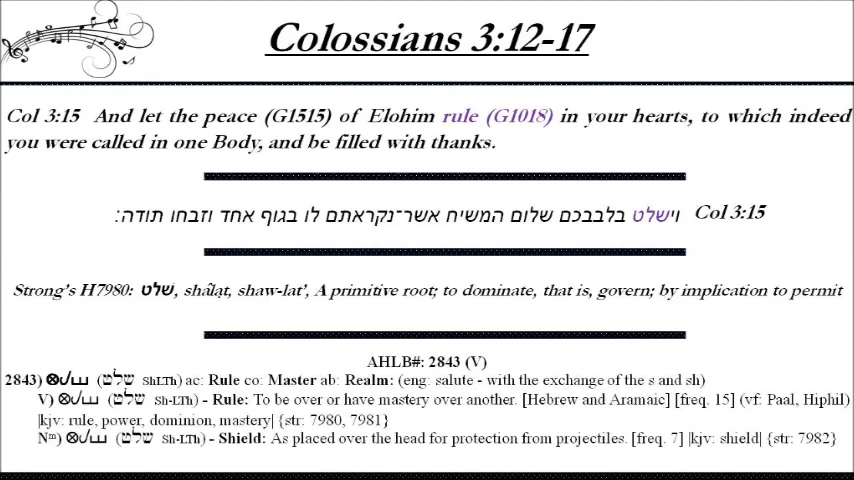 Colossians 3:12-17
Col 3:15 And let the peace (G1515) of Elohim rule (G1018) in your hearts, to which indeed
you were called in one Body, and be filled with thanks.
וישלט בלבבכם שלום המשיח אשר־נקראתם לו בגוף אחד וזבחו תודה׃ Col 3:15
Strong's H7980: שׁלט, shâlaṭ, shaw-lat', A primitive root; to dominate, that is, govern; by implication to permit
AHLB#: 2843 (V)
2843) (שלט ShLTh) ac: Rule co: Master ab: Realm: (eng: salute - with the exchange of the s and sh)
V) (שלט Sh-LTh) - Rule: To be over or have mastery over another. [Hebrew and Aramaic] [freq. 15] (vf: Paal, Hiphil)
|kjv: rule, power, dominion, mastery| {str: 7980, 7981}
Nᵐ) (שלט Sh-LTh) - Shield: As placed over the head for protection from projectiles. [freq. 7] |kjv: shield| {str: 7982}